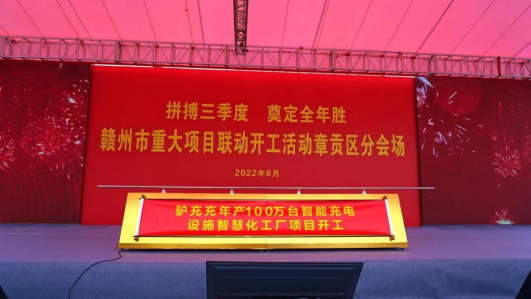 拼搏三季度 奠定全年胜
赣州市重大项目联动开工活动章贡区分会场
2022年8月
驴充充年产100万台智能充电
设施智慧化工厂项目开工